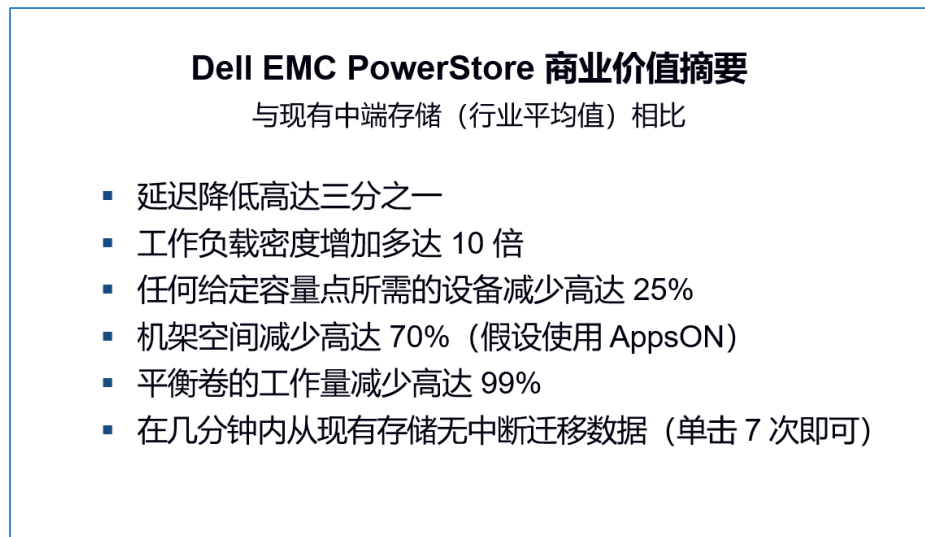 Dell EMC PowerStore 商业价值摘要
与现有中端存储（行业平均值）相比
▪ 延迟降低高达三分之一
▪ 工作负载密度增加多达 10 倍
▪ 任何给定容量点所需的设备减少高达 25%
▪ 机架空间减少高达 70%（假设使用 AppsON）
▪ 平衡卷的工作量减少高达 99%
▪ 在几分钟内从现有存储无中断迁移数据（单击 7 次即可）